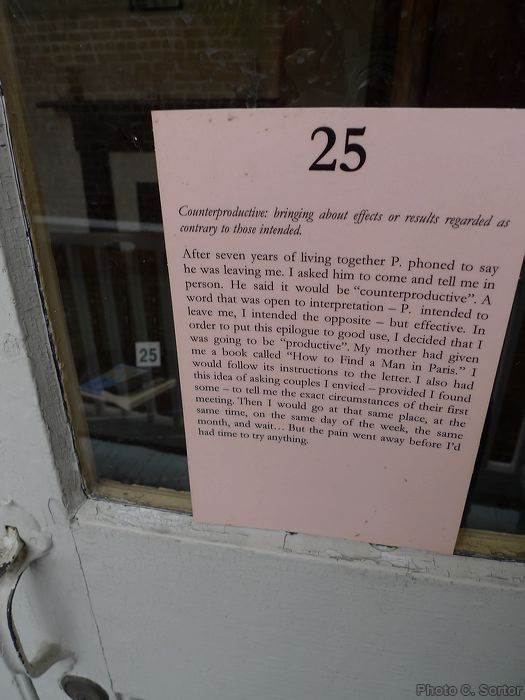 25
Counterproductive: bringing about effects or results regarded as
contrary to those intended.
After seven years of living together P. phoned to say
he was leaving me. I asked him to come and tell me in
person. He said it would be “counterproductive”. A
word that was open to interpretation – P. intended to
leave me, I intended the opposite – but effective. In
order to put this epilogue to good use, I decided that I
was going to be “productive”. My mother had given
me a book called “How to Find a Man in Paris.” I
would follow its instructions to the letter. I also had
this idea of asking couples I envied – provided I found
some – to tell me the exact circumstances of their first
meeting. Then I would go at that same place, at the
same time, on the same day of the week, the same
month, and wait... But the pain went away before I’d
had time to try anything.
25
Photo C. Sorter